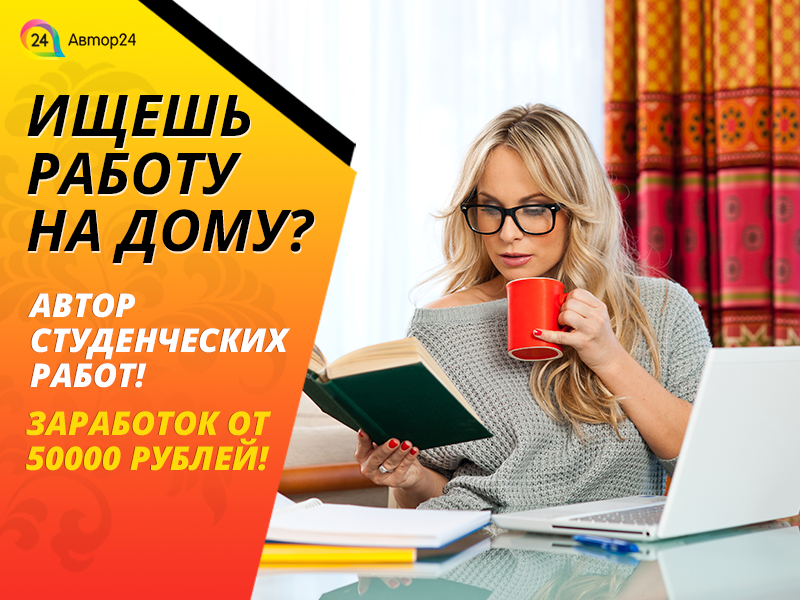 24 Автор24
ИЩЕШЬ
РАБОТУ
НА ДОМУ?
АВТОР
СТУДЕНЧЕСКИХ
РАБОТ!
ЗАРАБОТОК ОТ
50000 РУБЛЕЙ!